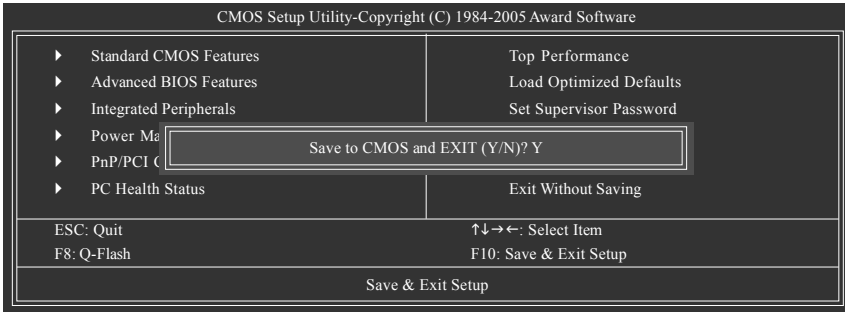 CMOS Setup Utility-Copyright (C) 1984-2005 Award Software
Standard CMOS Features
Top Performance
Advanced BIOS Features
Load Optimized Defaults
Integrated Peripherals
Set Supervisor Password
Power Ma
Save to CMOS and EXIT (Y/N)? Y
PnP/PCI
PC Health Status
Exit Without Saving
ESC: Quit
↑↓→←: Select Item
F8: Q-Flash
F10: Save & Exit Setup
Save & Exit Setup